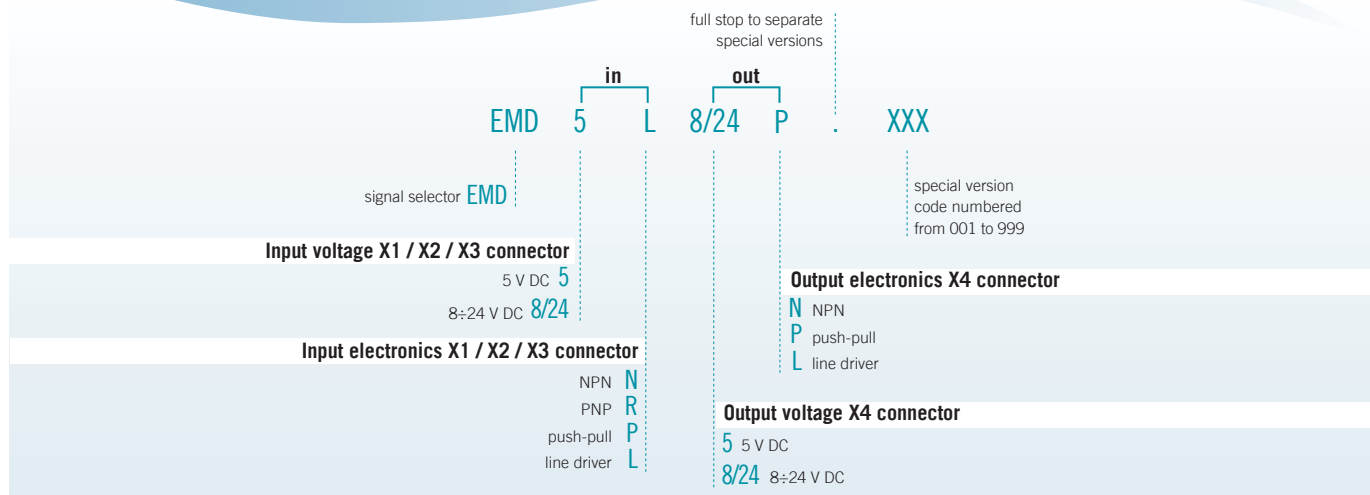 full stop to separate
special versions
in
out
EMD 5 L 8/24 P . XXX
signal selector EMD
special version
code numbered
from 001 to 999
Input voltage X1 / X2 / X3 connector
5 V DC 5
8÷24 V DC 8/24
Input electronics X1 / X2 / X3 connector
NPN N
PNP R
push-pull P
line driver L
Output electronics X4 connector
N NPN
P push-pull
L line driver
Output voltage X4 connector
5 5 V DC
8/24 8÷24 V DC